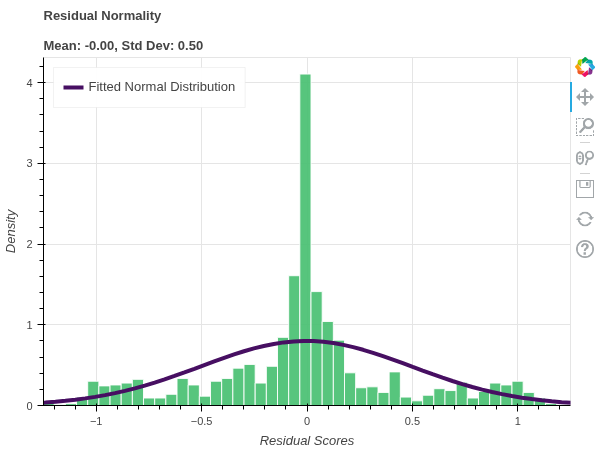 Residual Normality
Mean: -0.00, Std Dev: 0.50
Fitted Normal Distribution
4
3
2
1
0
Density
−1
−0.5
0
0.5
1
Residual Scores